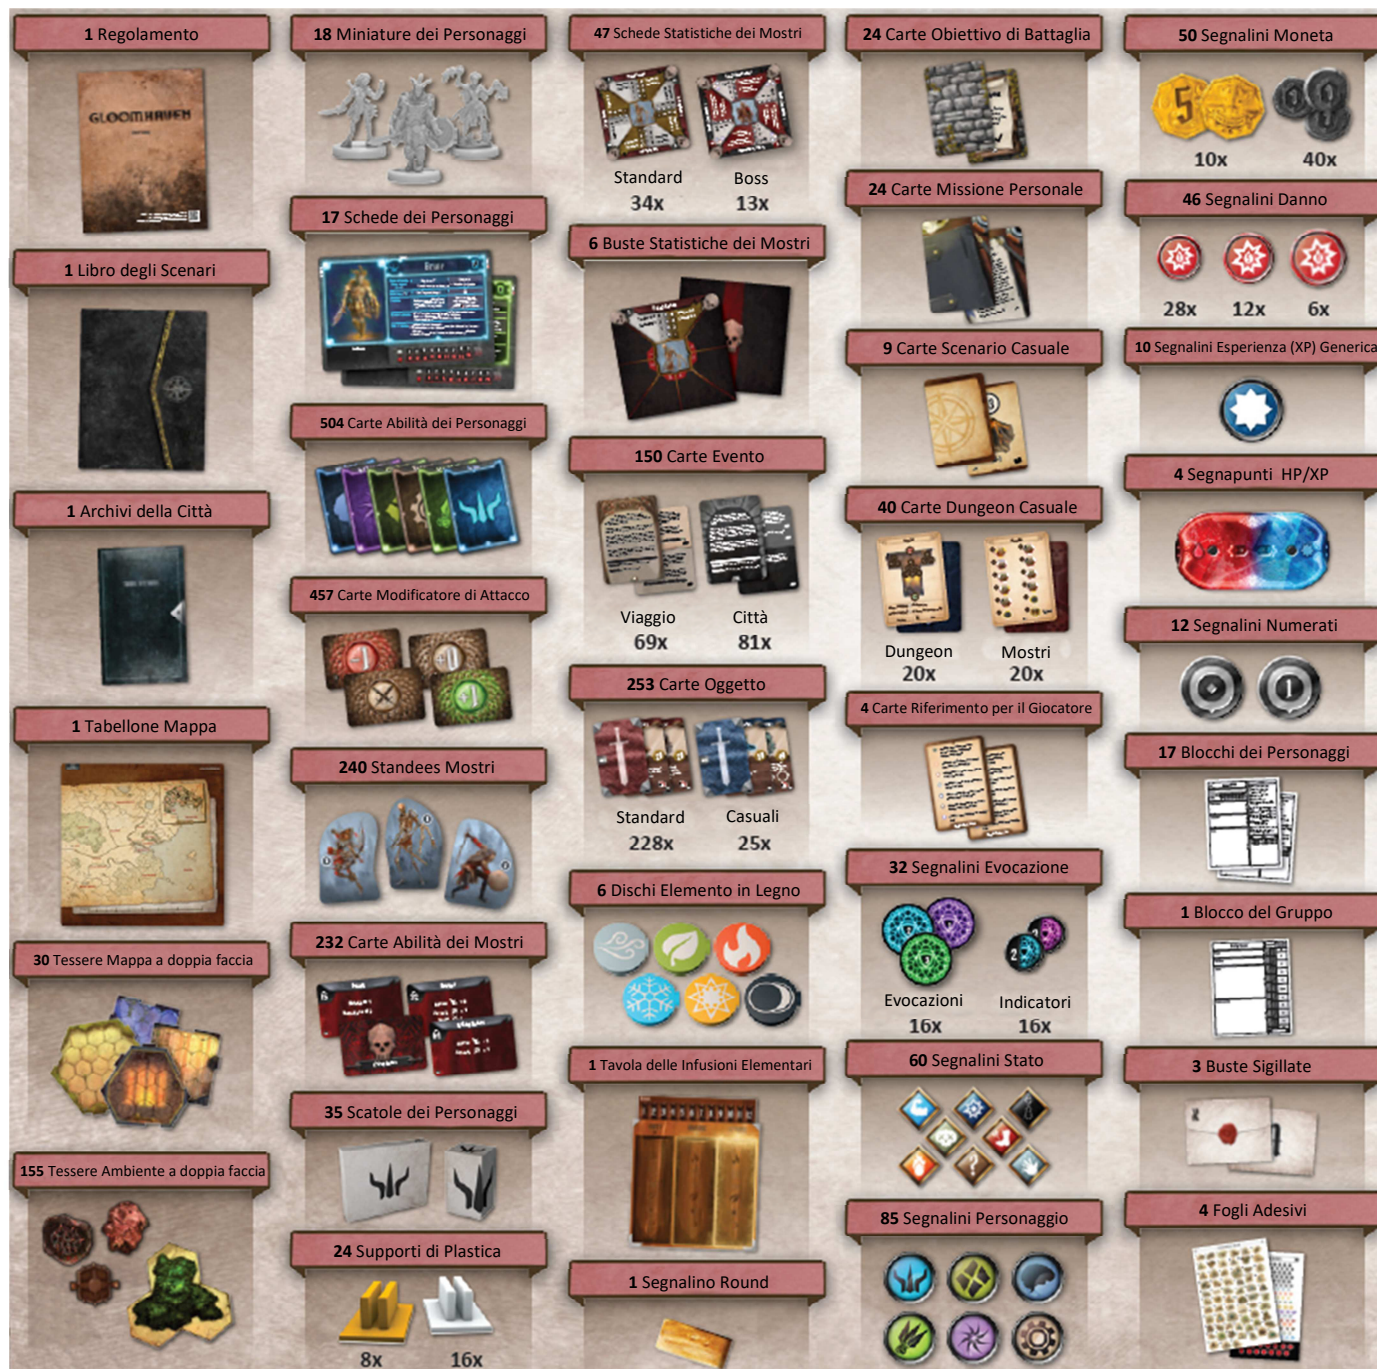 1 Regolamento
GLOOMHAVEN
1 Libro degli Scenari
1 Archivi della Città
1 Tabellone Mappa
30 Tessere Mappa a doppia faccia
155 Tessere Ambiente a doppia faccia
18 Miniature dei Personaggi
17 Schede dei Personaggi
504 Carte Abilità dei Personaggi
457 Carte Modificatore di Attacco
-1
+1
+1
240 Standees Mostri
232 Carte Abilità dei Mostri
35 Scatole dei Personaggi
24 Supporti di Plastica
8x 16x
47 Schede Statistiche dei Mostri
Standard Boss
34x 13x
6 Buste Statistiche dei Mostri
150 Carte Evento
Viaggio Città
69x 81x
253 Carte Oggetto
Standard Casuali
228x 25x
6 Dischi Elemento in Legno
1 Tavola delle Infusioni Elementari
1 Segnalino Round
24 Carte Obiettivo di Battaglia
24 Carte Missione Personale
9 Carte Scenario Casuale
40 Carte Dungeon Casuale
Dungeon Mostri
20x 20x
4 Carte Riferimento per il Giocatore
32 Segnalini Evocazione
Evocazioni Indicatori
16x 16x
60 Segnalini Stato
85 Segnalini Personaggio
50 Segnalini Moneta
5
10x 40x
46 Segnalini Danno
28x 12x 6x
10 Segnalini Esperienza (XP) Generica
4 Segnapunti HP/XP
12 Segnalini Numerati
1
17 Blocchi dei Personaggi
1 Blocco del Gruppo
3 Buste Sigillate
4 Fogli Adesivi